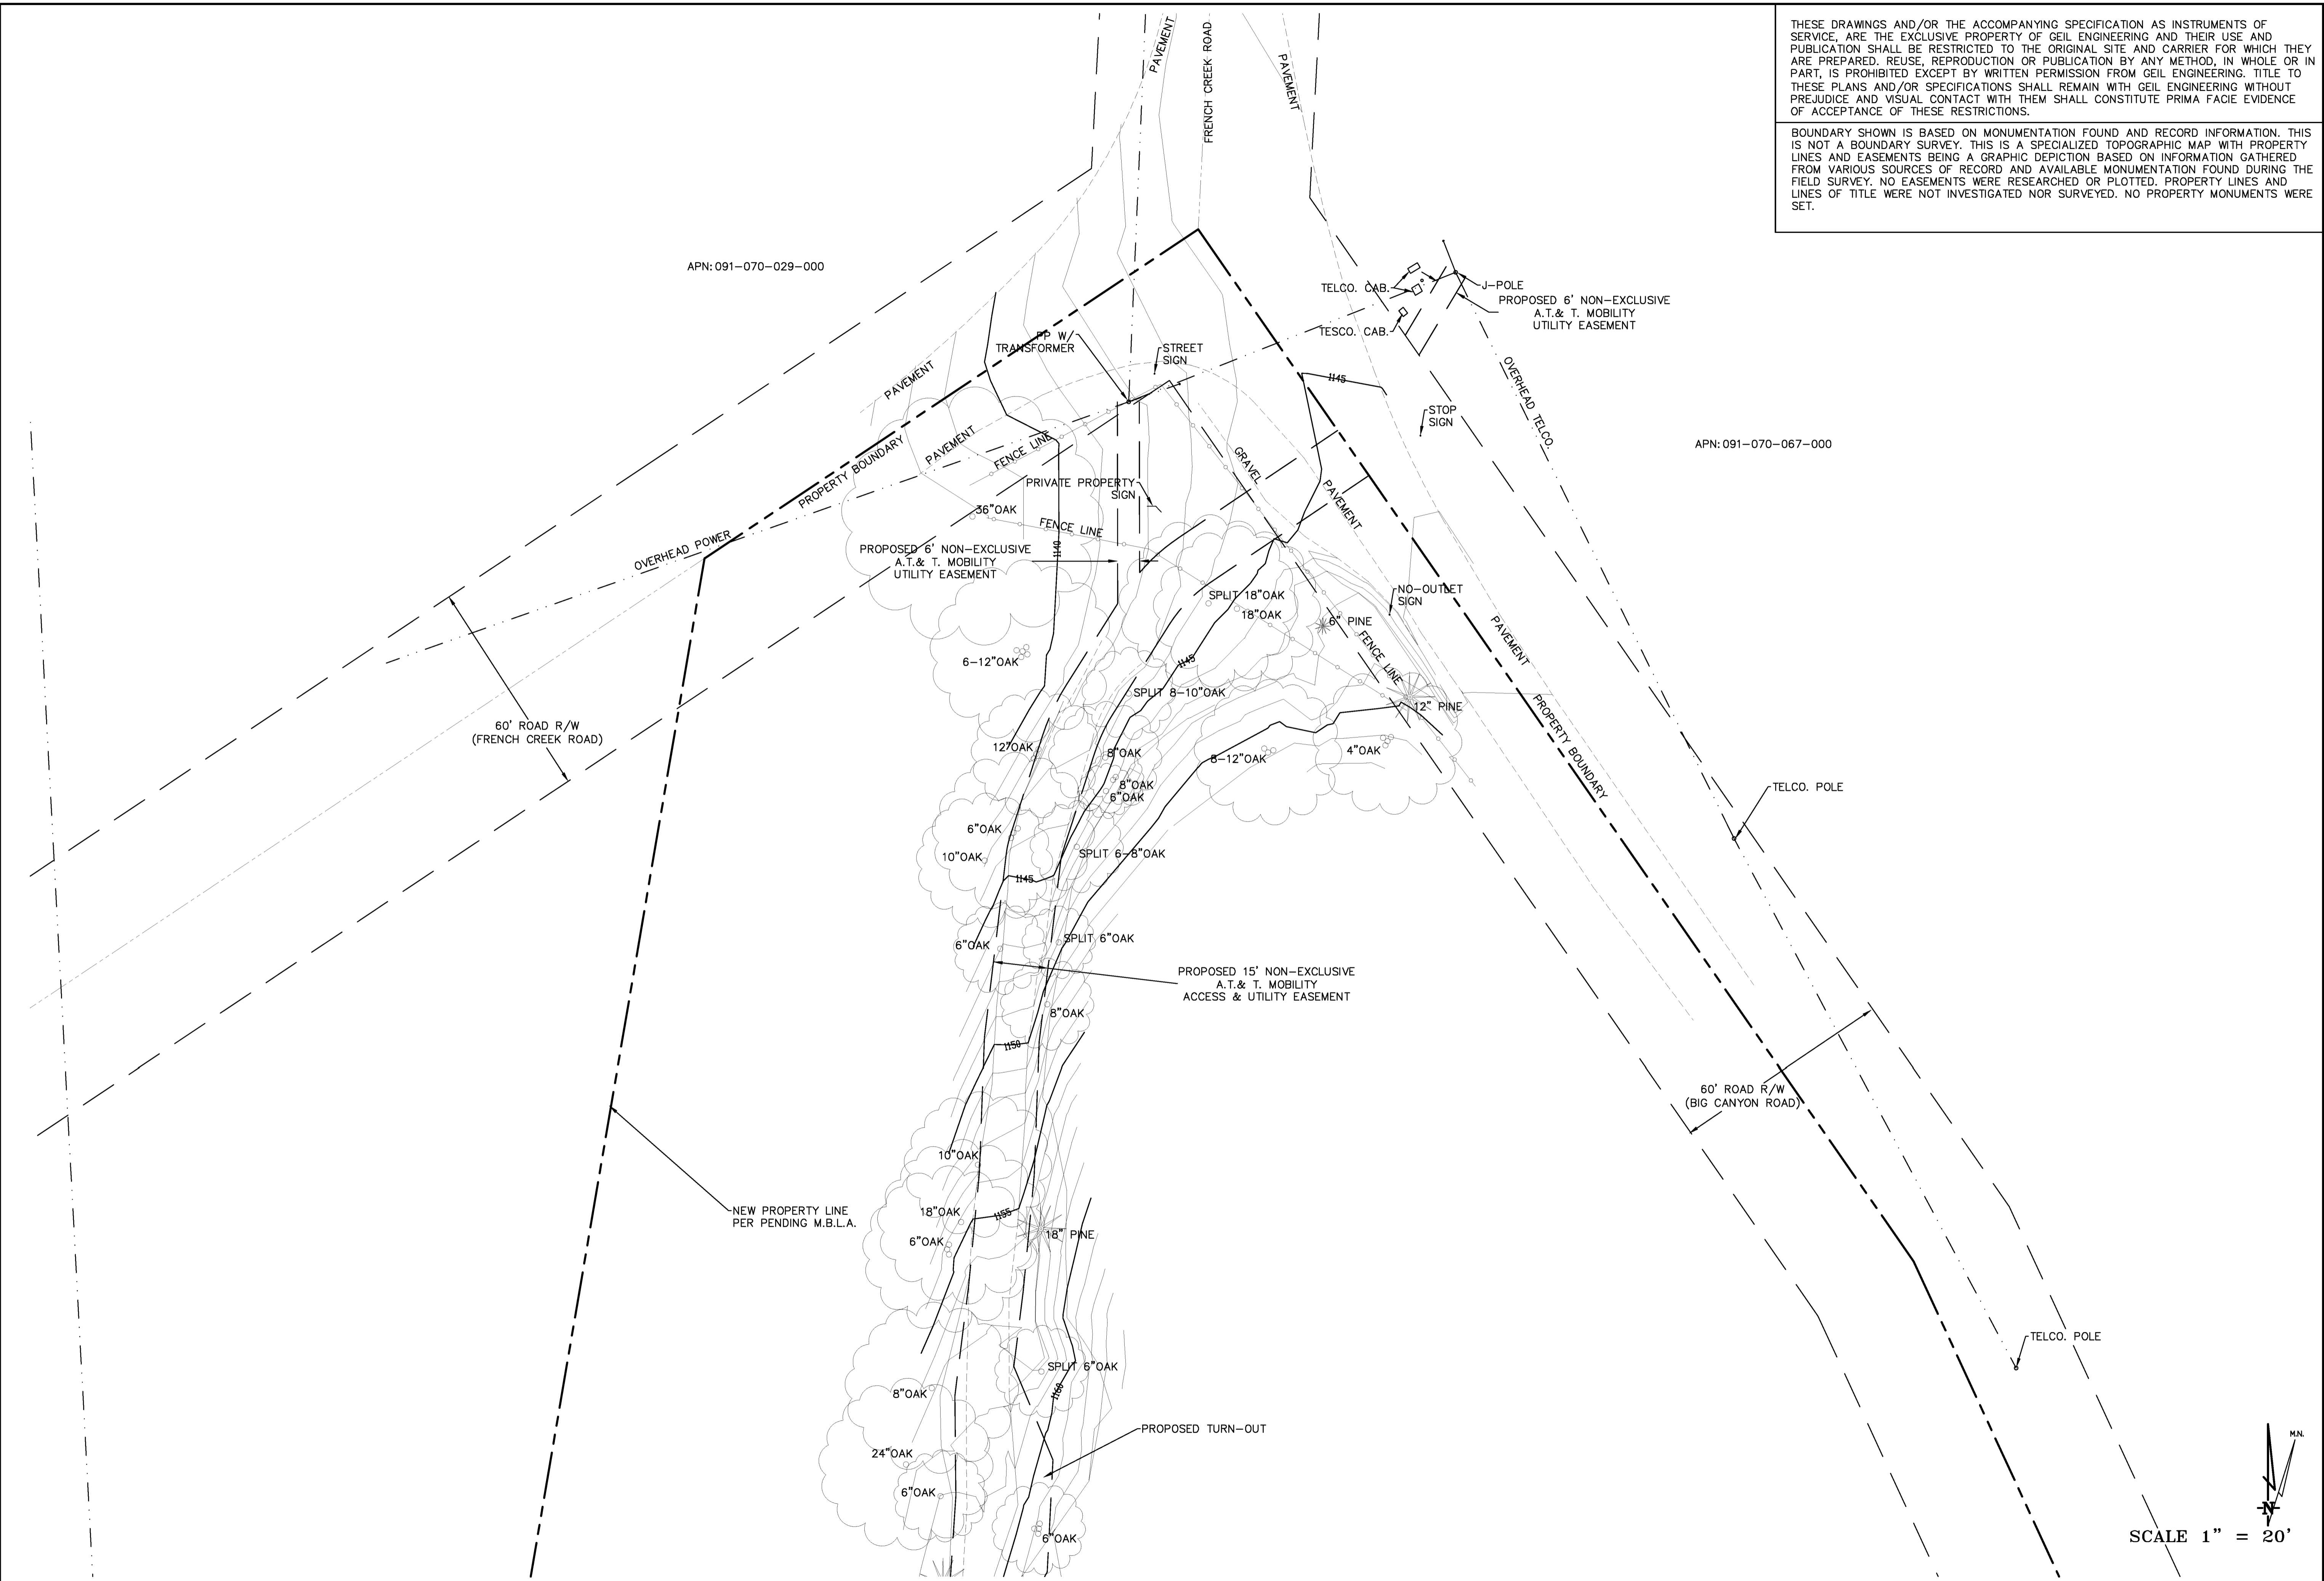 THESE DRAWINGS AND/OR THE ACCOMPANYING SPECIFICATION AS INSTRUMENTS OF
SERVICE, ARE THE EXCLUSIVE PROPERTY OF GEIL ENGINEERING AND THEIR USE AND
PUBLICATION SHALL BE RESTRICTED TO THE ORIGINAL SITE AND CARRIER FOR WHICH THEY
ARE PREPARED. REUSE, REPRODUCTION OR PUBLICATION BY ANY METHOD, IN WHOLE OR IN
PART, IS PROHIBITED EXCEPT BY WRITTEN PERMISSION FROM GEIL ENGINEERING. TITLE TO
THESE PLANS AND/OR SPECIFICATIONS SHALL REMAIN WITH GEIL ENGINEERING WITHOUT
PREJUDICE AND VISUAL CONTACT WITH THEM SHALL CONSTITUTE PRIMA FACIE EVIDENCE
OF ACCEPTANCE OF THESE RESTRICTIONS.
BOUNDARY SHOWN IS BASED ON MONUMENTATION FOUND AND RECORD INFORMATION. THIS
IS NOT A BOUNDARY SURVEY. THIS IS A SPECIALIZED TOPOGRAPHIC MAP WITH PROPERTY
LINES AND EASEMENTS BEING A GRAPHIC DEPICTION BASED ON INFORMATION GATHERED
FROM VARIOUS SOURCES OF RECORD AND AVAILABLE MONUMENTATION FOUND DURING THE
FIELD SURVEY. NO EASEMENTS WERE RESEARCHED OR PLOTTED. PROPERTY LINES AND
LINES OF TITLE WERE NOT INVESTIGATED NOR SURVEYED. NO PROPERTY MONUMENTS WERE
SET.
PAVEMENT
FRENCH CREEK ROAD
PAVEMENT
APN: 091-070-029-000
TELCO. CAB.
J-POLE
PROPOSED 6' NON-EXCLUSIVE
A.T.& T. MOBILITY
UTILITY EASEMENT
TESCO. CAB.
PP W/
TRANSFORMER
STREET
SIGN
OVERHEAD TELCO.
1145
PAVEMENT
STOP
SIGN
APN: 091-070-067-000
PROPERTY BOUNDARY
PAVEMENT
FENCE LINE
GRAVEL
PRIVATE PROPERTY
SIGN
PAVEMENT
36"OAK
FENCE LINE
OVERHEAD POWER
PROPOSED 6' NON-EXCLUSIVE
A.T.& T. MOBILITY
UTILITY EASEMENT
1140
SPLIT 18"OAK
18"OAK
6" PINE
NO-OUTLET
SIGN
FENCE LINE
PAVEMENT
6-12"OAK
1145
SPLIT 8-10"OAK
12" PINE
PROPERTY BOUNDARY
60' ROAD R/W
(FRENCH CREEK ROAD)
12"OAK
8"OAK
8-12"OAK
4"OAK
8"OAK
6"OAK
TELCO. POLE
6"OAK
10"OAK
SPLIT 6-8"OAK
1145
6"OAK
SPLIT 6"OAK
PROPOSED 15' NON-EXCLUSIVE
A.T.& T. MOBILITY
ACCESS & UTILITY EASEMENT
8"OAK
1150
60' ROAD R/W
(BIG CANYON ROAD)
10"OAK
NEW PROPERTY LINE
PER PENDING M.B.L.A.
18"OAK
1155
18" PINE
6"OAK
TELCO. POLE
SPLIT 6"OAK
8"OAK
1160
PROPOSED TURN-OUT
24"OAK
6"OAK
6"OAK
M.N.
N
SCALE 1" = 20'